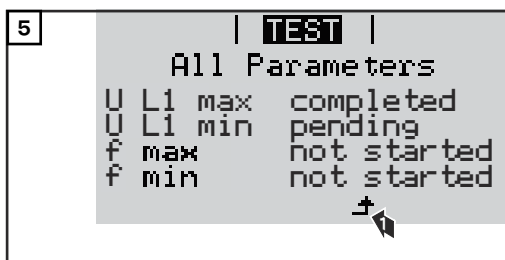 5
| TEST |
All Parameters
U L1 max completed
U L1 min pending
f max not started
f min not started
1